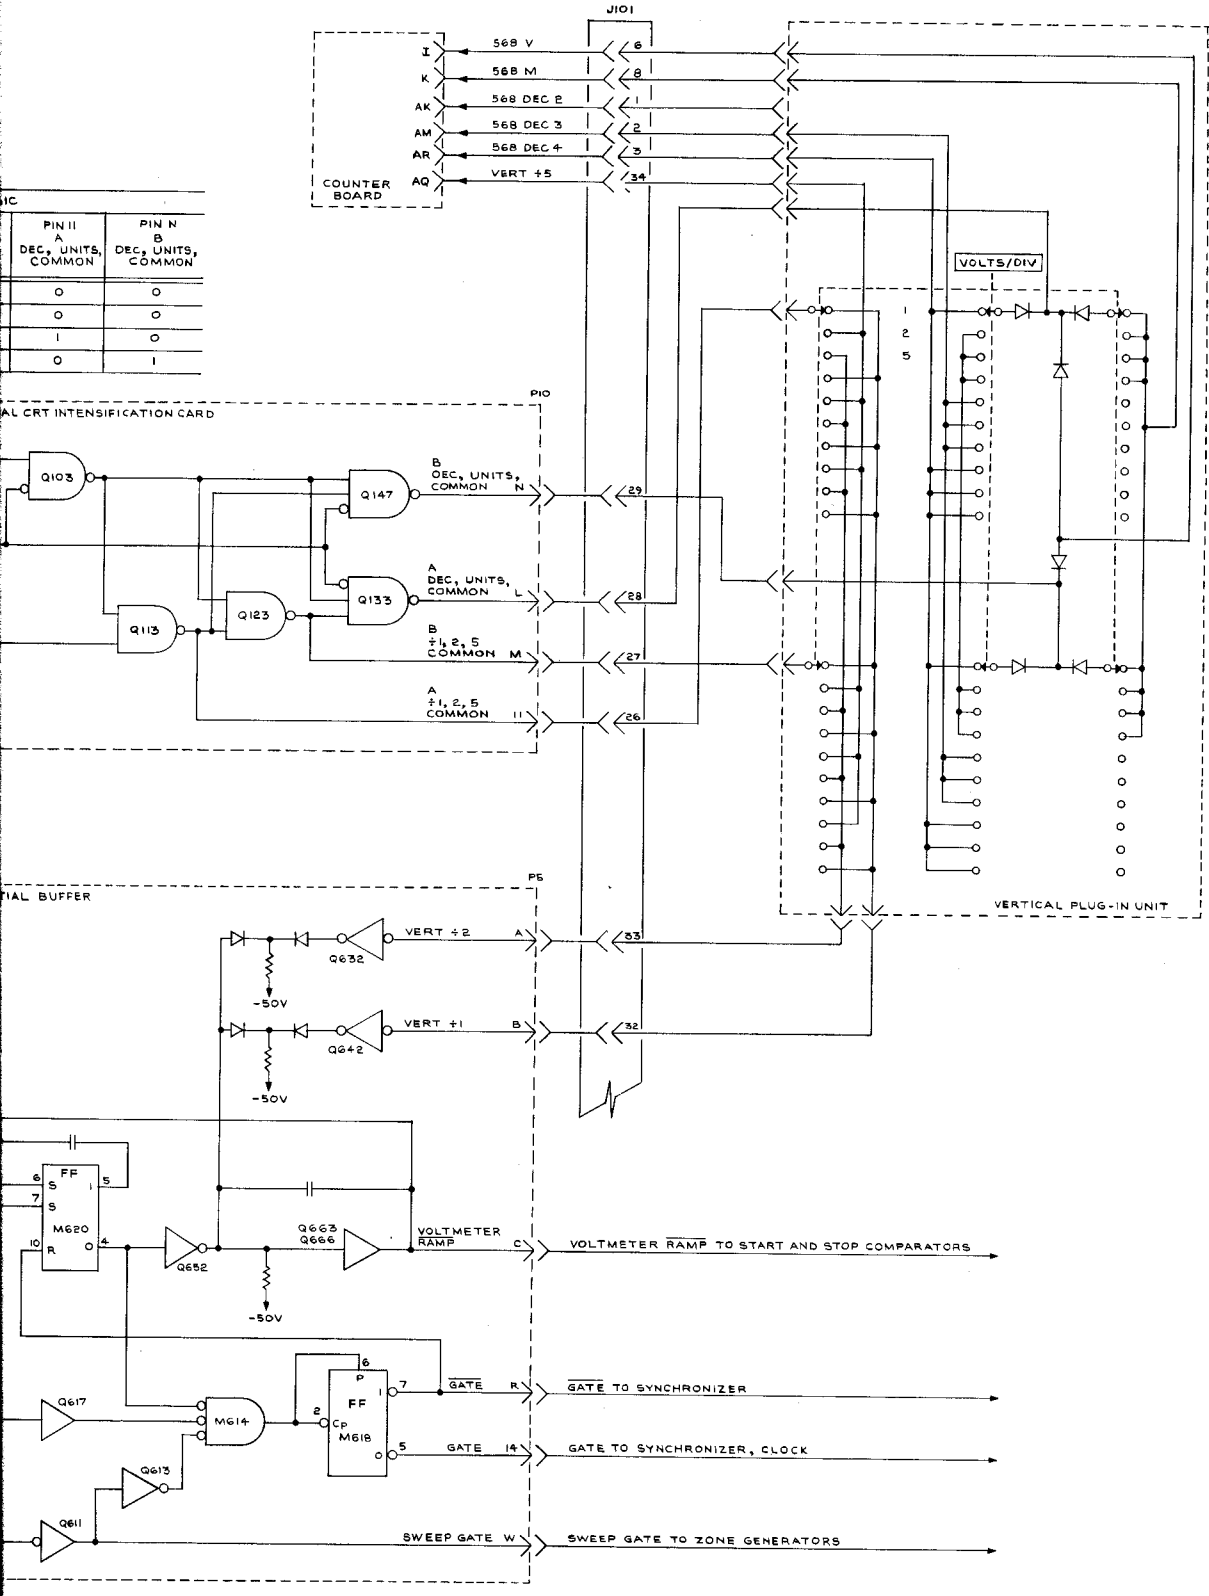 J101
I 568 V 6
K 568 M 8
AK 568 DEC 2 1
AM 568 DEC 3 2
AR 568 DEC 4 3
AQ VERT ÷5 34
COUNTER
BOARD
IC
PIN 11
A
DEC, UNITS,
COMMON
PIN N
B
DEC, UNITS,
COMMON
0 0
0 0
1 0
0 1
VOLTS/DIV
1
2
5
P10
AL CRT INTENSIFICATION CARD
Q103
Q147
B
DEC, UNITS,
COMMON N
29
Q113
Q123
Q133
A
DEC, UNITS,
COMMON L
28
B
÷1, 2, 5
COMMON M
27
A
÷1, 2, 5
COMMON 11
26
VERTICAL PLUG-IN UNIT
P5
TIAL BUFFER
Q632
VERT ÷2 A
33
-50V
Q642
VERT ÷1 B
32
-50V
FF
6 S 1 5
7 S
M620
10 R 0 4
Q652
-50V
Q663
Q666
VOLTMETER
RAMP C
VOLTMETER RAMP TO START AND STOP COMPARATORS
Q617
M614
6
P
1 7
FF
2 Cp
M618
0 5
GATE R
GATE TO SYNCHRONIZER
GATE 14
GATE TO SYNCHRONIZER, CLOCK
Q613
Q611
SWEEP GATE W
SWEEP GATE TO ZONE GENERATORS